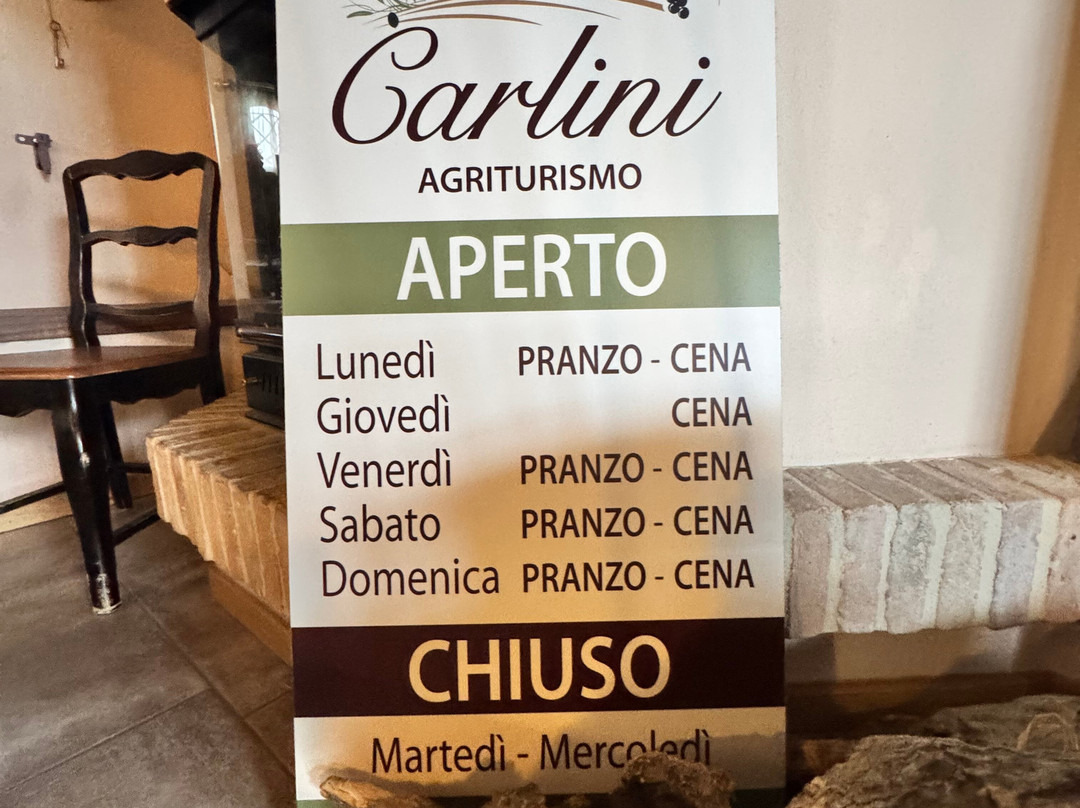 Carlini
AGRITURISMO
APERTO
Lunedì PRANZO - CENA
Giovedì CENA
Venerdì PRANZO - CENA
Sabato PRANZO - CENA
Domenica PRANZO - CENA
CHIUSO
Martedì - Mercoledì